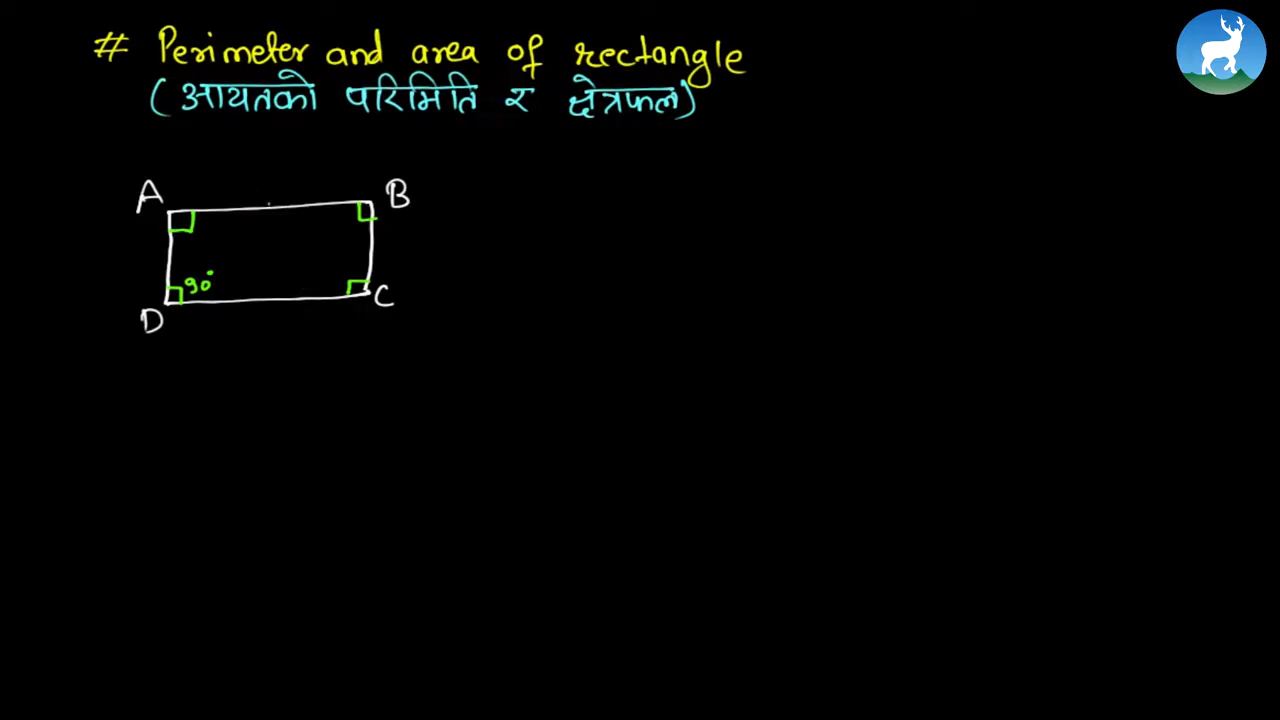 # Perimeter and area of rectangle
(आयतको परिमिति र क्षेत्रफल)
A B
90°
D C